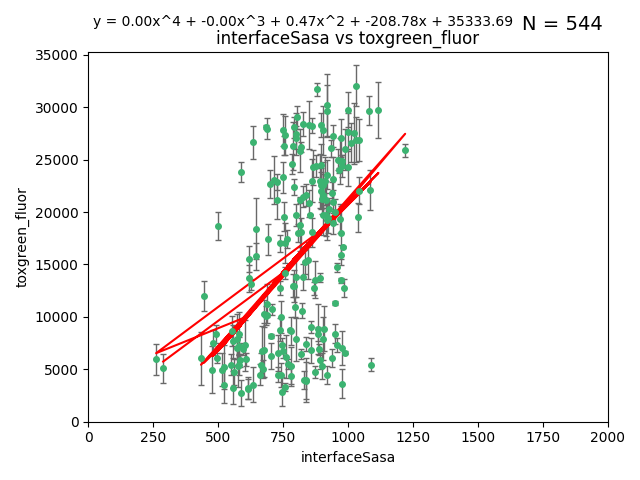 y = 0.00x^4 + -0.00x^3 + 0.47x^2 + -208.78x + 35333.69 N = 544
interfaceSasa vs toxgreen_fluor
35000
30000
25000
20000
15000
10000
5000
0
toxgreen_fluor
0 250 500 750 1000 1250 1500 1750 2000
interfaceSasa